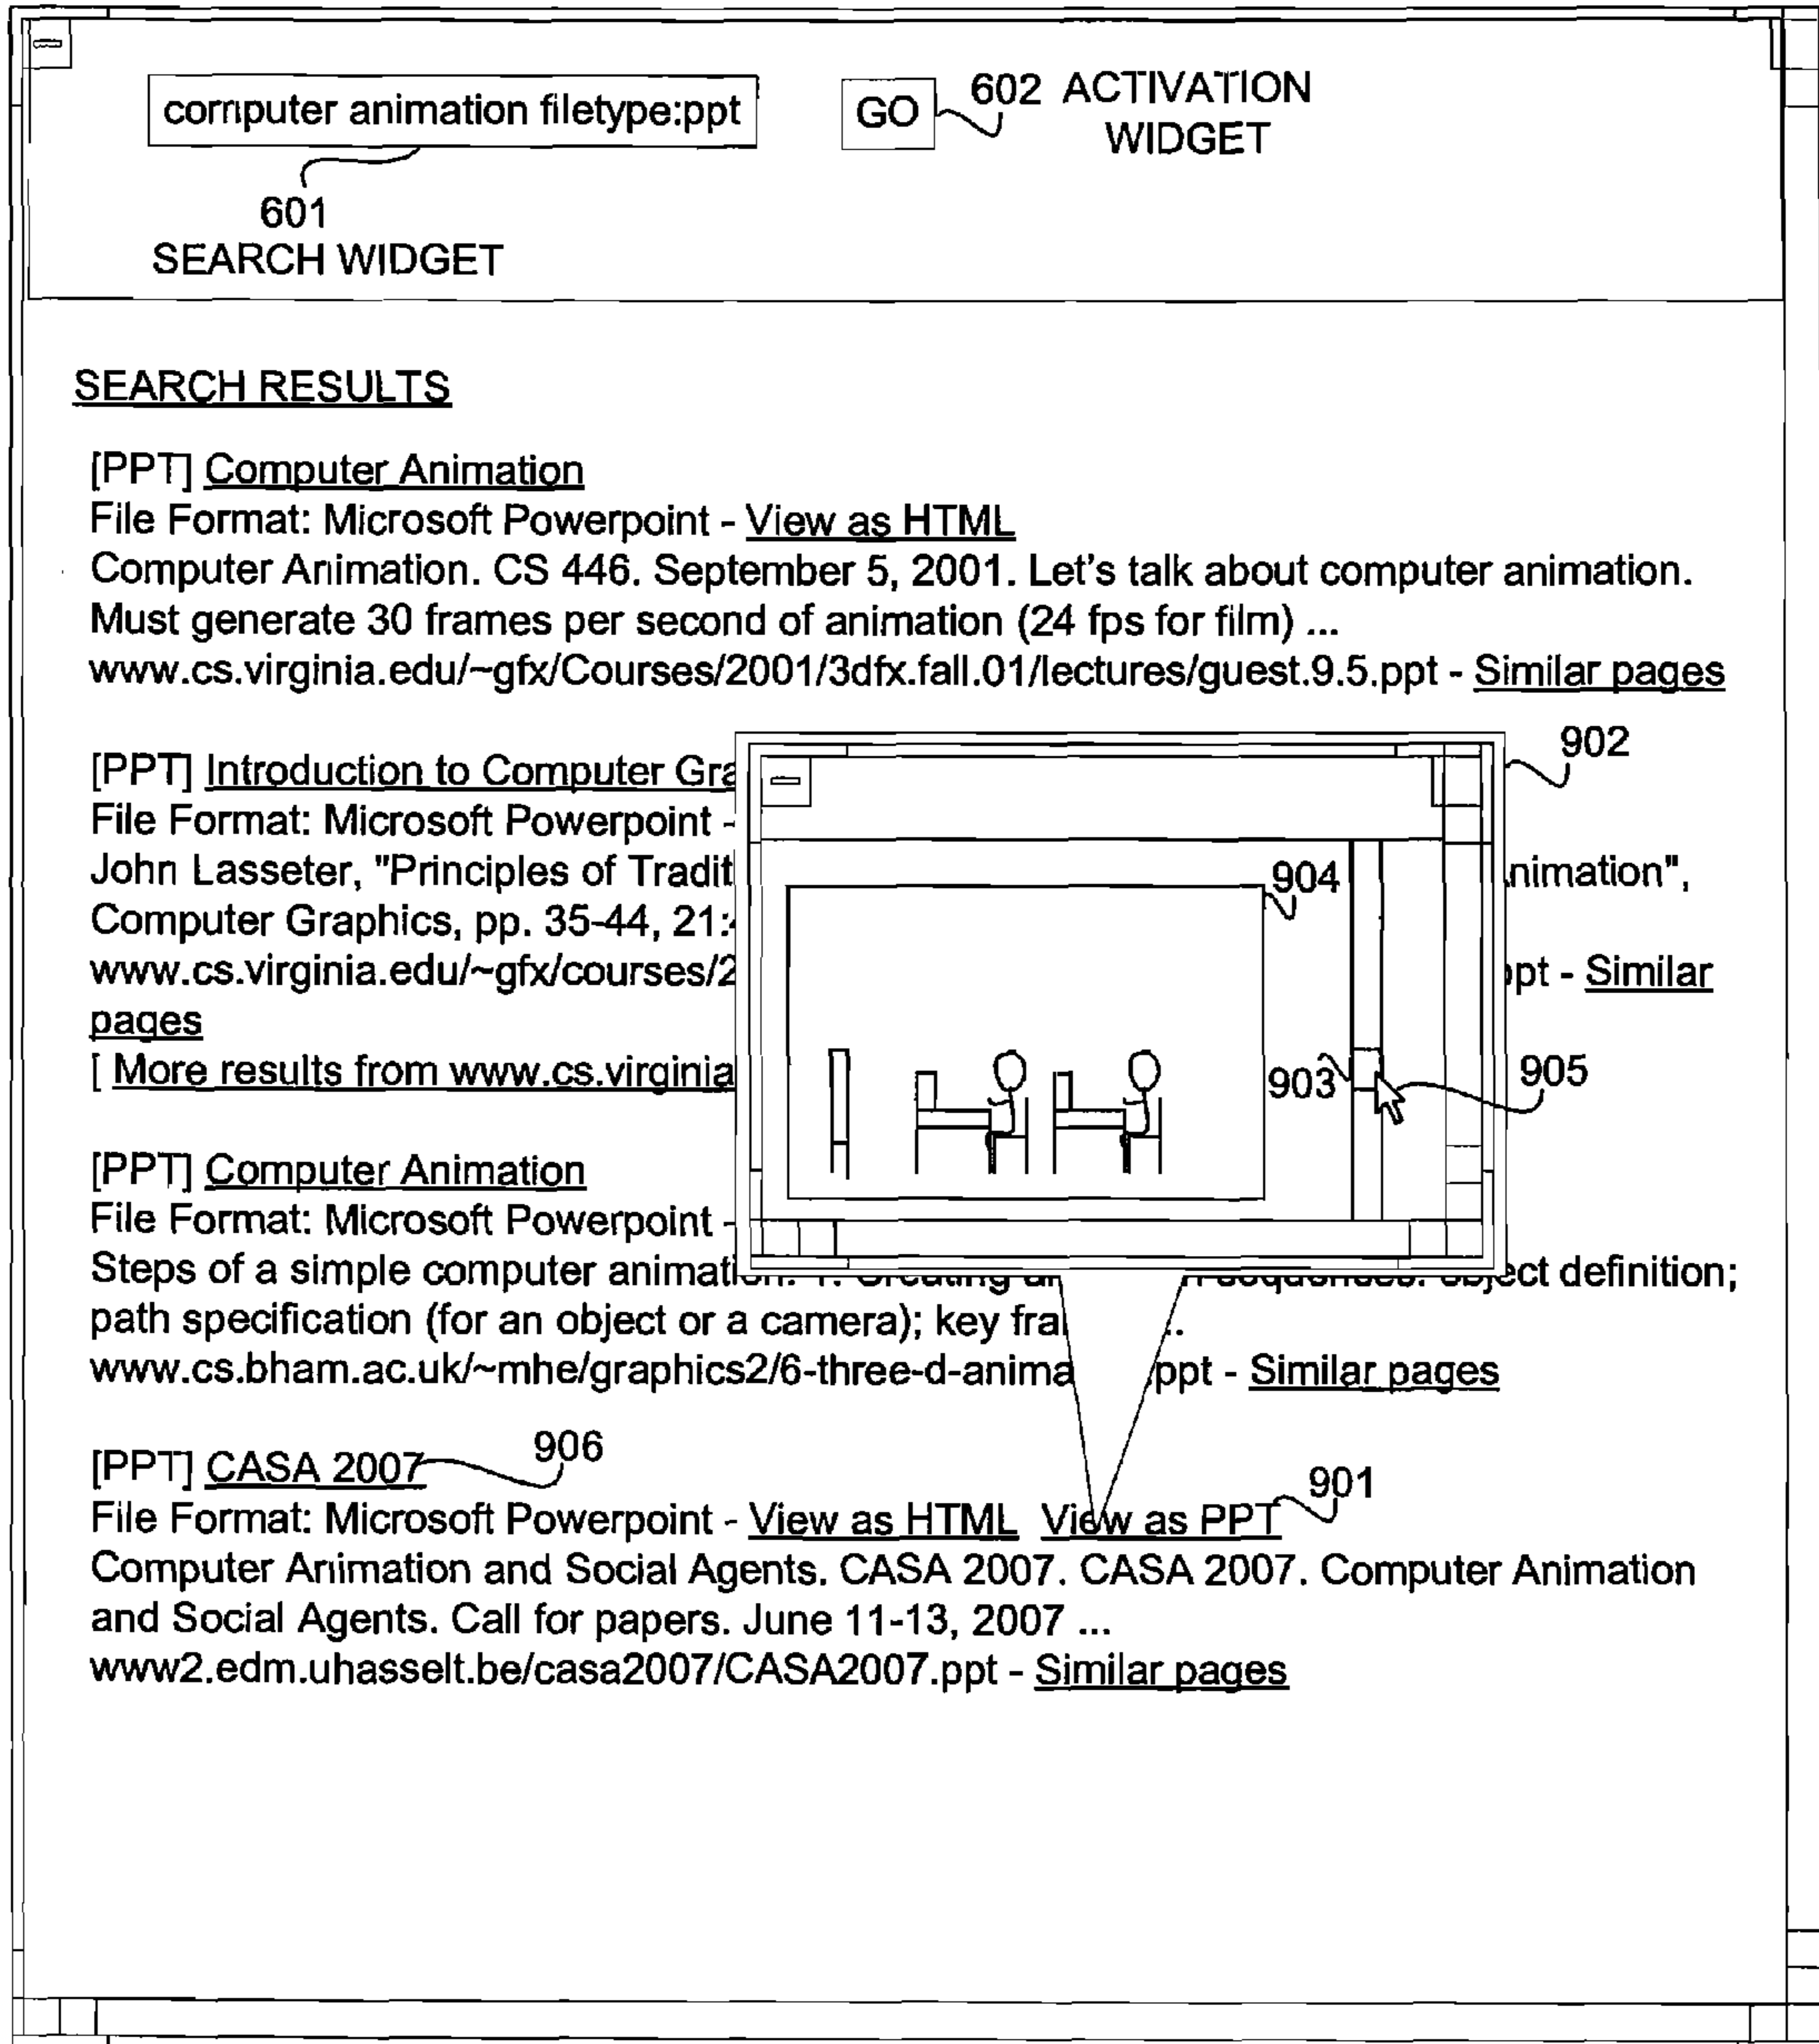 computer animation filetype:ppt
GO
602 ACTIVATION
WIDGET
601
SEARCH WIDGET
SEARCH RESULTS
[PPT] Computer Animation
File Format: Microsoft Powerpoint - View as HTML
Computer Animation. CS 446. September 5, 2001. Let's talk about computer animation.
Must generate 30 frames per second of animation (24 fps for film) ...
www.cs.virginia.edu/~gfx/Courses/2001/3dfx.fall.01/lectures/guest.9.5.ppt - Similar pages
902
[PPT] Introduction to Computer Gra
File Format: Microsoft Powerpoint -
John Lasseter, "Principles of Tradit nimation",
904
Computer Graphics, pp. 35-44, 21:
www.cs.virginia.edu/~gfx/courses/2 ppt - Similar
pages
[ More results from www.cs.virginia
903
905
[PPT] Computer Animation
File Format: Microsoft Powerpoint -
Steps of a simple computer animati sequences: object definition;
path specification (for an object or a camera); key fra ..
www.cs.bham.ac.uk/~mhe/graphics2/6-three-d-anima ppt - Similar pages
[PPT] CASA 2007
906
901
File Format: Microsoft Powerpoint - View as HTML View as PPT
Computer Animation and Social Agents. CASA 2007. CASA 2007. Computer Animation
and Social Agents. Call for papers. June 11-13, 2007 ...
www2.edm.uhasselt.be/casa2007/CASA2007.ppt - Similar pages